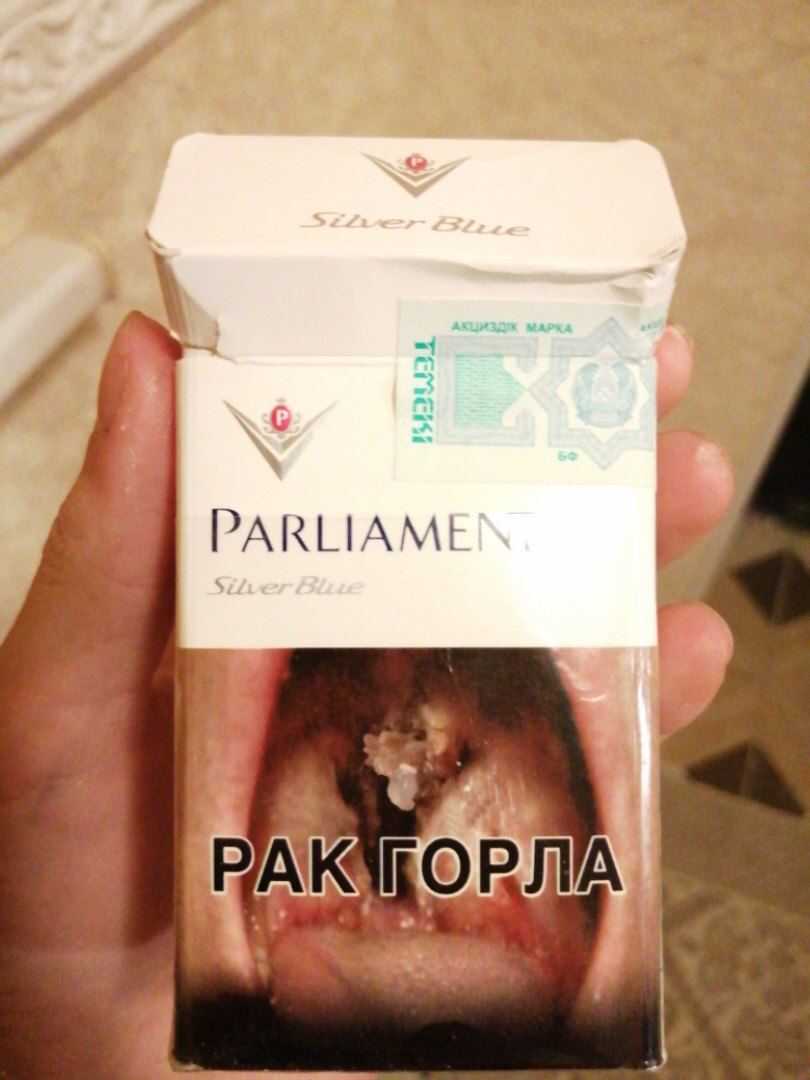 P
Silver Blue
АКЦИЗДІК МАРКА
ТЕМЕКІ
БФ
P
PARLIAMENT
Silver Blue
РАК ГОРЛА